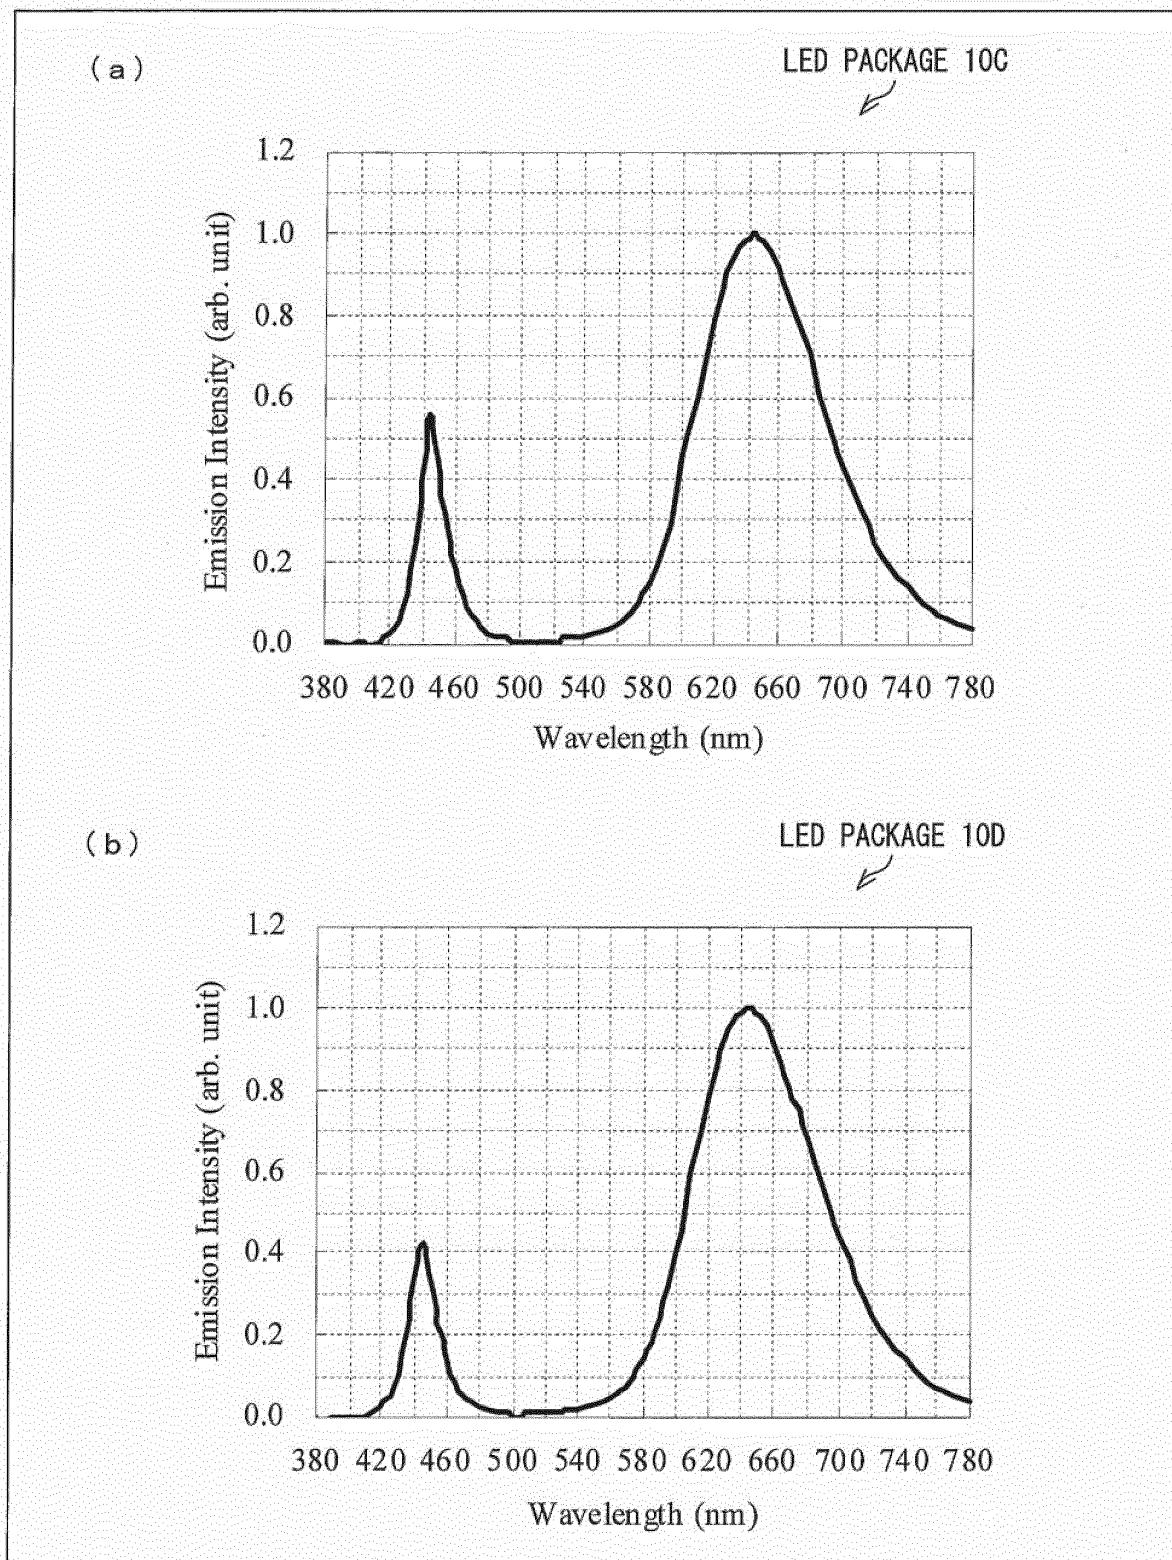 (a)
LED PACKAGE 10C
1.2
1.0
0.8
0.6
0.4
0.2
0.0
Emission Intensity (arb. unit)
380 420 460 500 540 580 620 660 700 740 780
Wavelength (nm)
(b)
LED PACKAGE 10D
1.2
1.0
0.8
0.6
0.4
0.2
0.0
Emission Intensity (arb. unit)
380 420 460 500 540 580 620 660 700 740 780
Wavelength (nm)